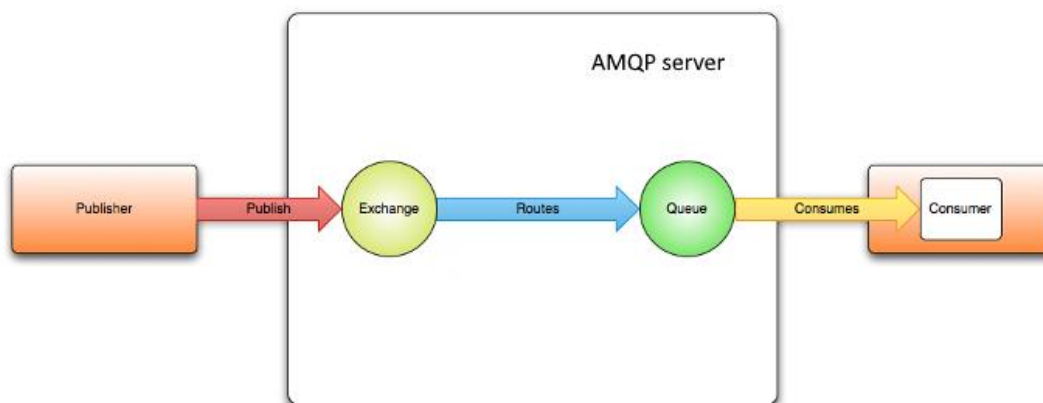 AMQP server
Publisher
Publish
Exchange
Routes
Queue
Consumes
Consumer